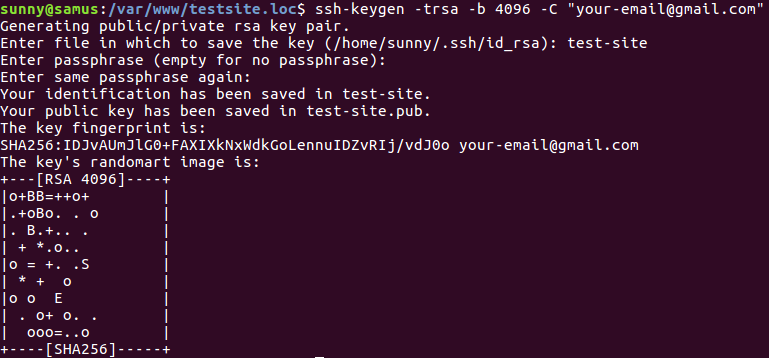 sunny@samus:/var/www/testsite.loc$ ssh-keygen -trsa -b 4096 -C "your-email@gmail.com"
Generating public/private rsa key pair.
Enter file in which to save the key (/home/sunny/.ssh/id_rsa): test-site
Enter passphrase (empty for no passphrase):
Enter same passphrase again:
Your identification has been saved in test-site.
Your public key has been saved in test-site.pub.
The key fingerprint is:
SHA256:IDJvAUmJlG0+FAXIXkNxWdkGoLennuIDZvRIj/vdJ0o your-email@gmail.com
The key's randomart image is:
+---[RSA 4096]----+
|o+BB=++o+        |
|.+oBo. . o       |
|. B.+.. .        |
| + *.o..         |
|o = +. .S        |
| * +  o          |
|o o  E           |
| . o+ o. .       |
|  ooo=..o        |
+----[SHA256]-----+